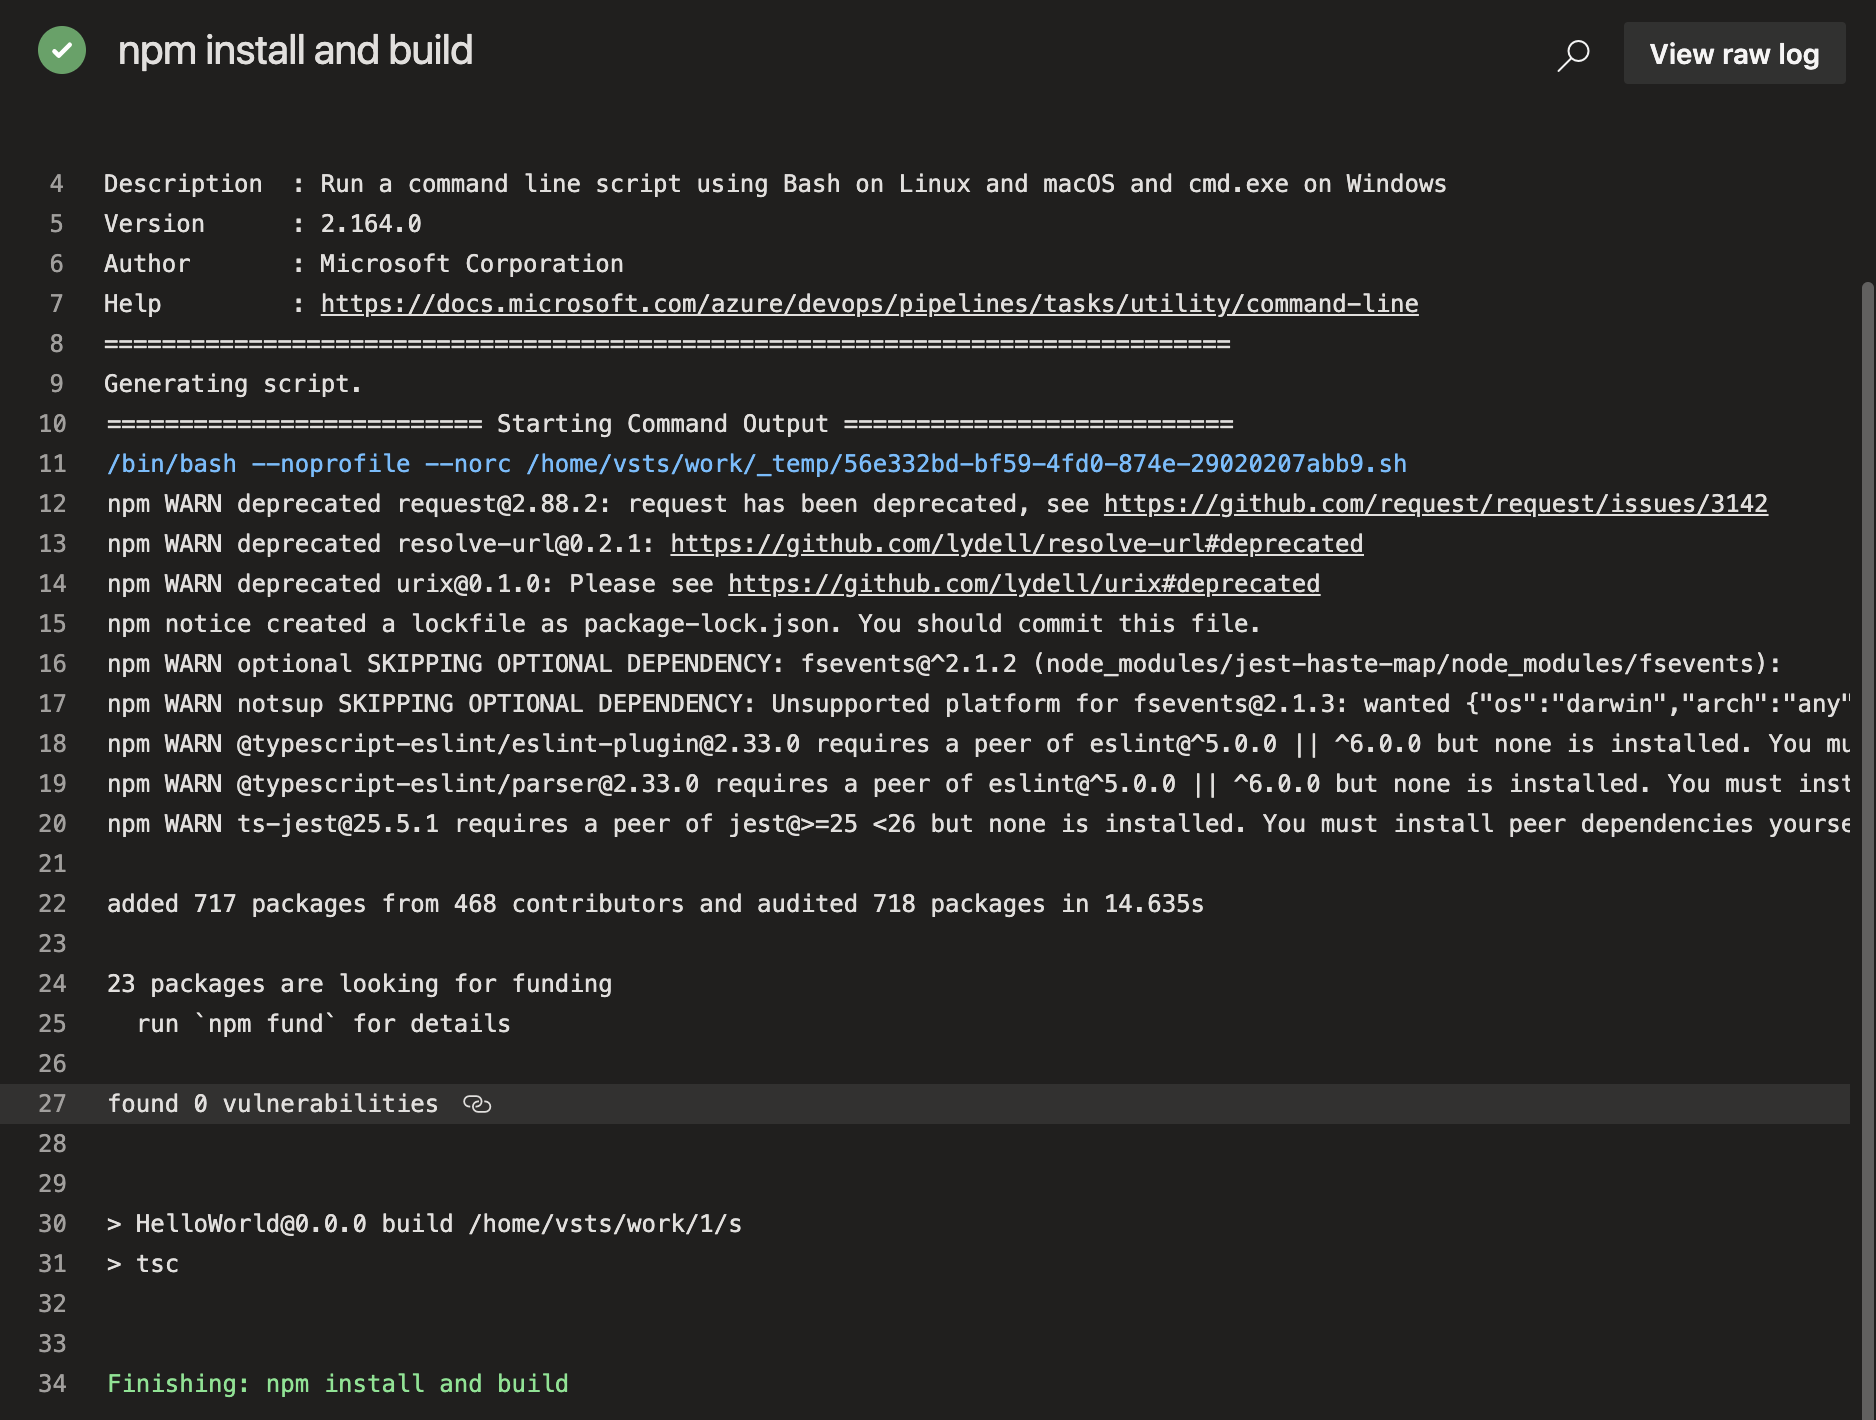 npm install and build
View raw log
4 Description  : Run a command line script using Bash on Linux and macOS and cmd.exe on Windows
5 Version      : 2.164.0
6 Author       : Microsoft Corporation
7 Help         : https://docs.microsoft.com/azure/devops/pipelines/tasks/utility/command-line
8 ==============================================================================
9 Generating script.
10 ========================== Starting Command Output ===========================
11 /bin/bash --noprofile --norc /home/vsts/work/_temp/56e332bd-bf59-4fd0-874e-29020207abb9.sh
12 npm WARN deprecated request@2.88.2: request has been deprecated, see https://github.com/request/request/issues/3142
13 npm WARN deprecated resolve-url@0.2.1: https://github.com/lydell/resolve-url#deprecated
14 npm WARN deprecated urix@0.1.0: Please see https://github.com/lydell/urix#deprecated
15 npm notice created a lockfile as package-lock.json. You should commit this file.
16 npm WARN optional SKIPPING OPTIONAL DEPENDENCY: fsevents@^2.1.2 (node_modules/jest-haste-map/node_modules/fsevents):
17 npm WARN notsup SKIPPING OPTIONAL DEPENDENCY: Unsupported platform for fsevents@2.1.3: wanted {"os":"darwin","arch":"any"
18 npm WARN @typescript-eslint/eslint-plugin@2.33.0 requires a peer of eslint@^5.0.0 || ^6.0.0 but none is installed. You mu
19 npm WARN @typescript-eslint/parser@2.33.0 requires a peer of eslint@^5.0.0 || ^6.0.0 but none is installed. You must inst
20 npm WARN ts-jest@25.5.1 requires a peer of jest@>=25 <26 but none is installed. You must install peer dependencies yourse
21
22 added 717 packages from 468 contributors and audited 718 packages in 14.635s
23
24 23 packages are looking for funding
25   run `npm fund` for details
26
27 found 0 vulnerabilities
28
29
30 > HelloWorld@0.0.0 build /home/vsts/work/1/s
31 > tsc
32
33
34 Finishing: npm install and build